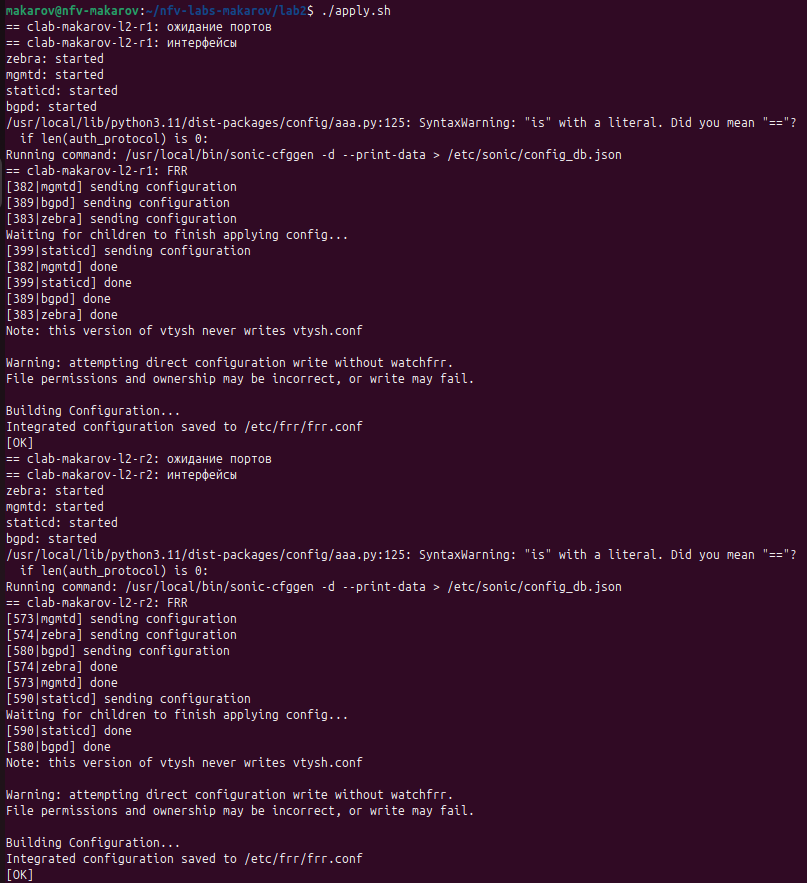 makarov@nfv-makarov:~/nfv-labs-makarov/lab2$ ./apply.sh
== clab-makarov-l2-r1: ожидание портов
== clab-makarov-l2-r1: интерфейсы
zebra: started
mgmtd: started
staticd: started
bgpd: started
/usr/local/lib/python3.11/dist-packages/config/aaa.py:125: SyntaxWarning: "is" with a literal. Did you mean "=="?
  if len(auth_protocol) is 0:
Running command: /usr/local/bin/sonic-cfggen -d --print-data > /etc/sonic/config_db.json
== clab-makarov-l2-r1: FRR
[382|mgmtd] sending configuration
[389|bgpd] sending configuration
[383|zebra] sending configuration
Waiting for children to finish applying config...
[399|staticd] sending configuration
[382|mgmtd] done
[399|staticd] done
[389|bgpd] done
[383|zebra] done
Note: this version of vtysh never writes vtysh.conf

Warning: attempting direct configuration write without watchfrr.
File permissions and ownership may be incorrect, or write may fail.

Building Configuration...
Integrated configuration saved to /etc/frr/frr.conf
[OK]
== clab-makarov-l2-r2: ожидание портов
== clab-makarov-l2-r2: интерфейсы
zebra: started
mgmtd: started
staticd: started
bgpd: started
/usr/local/lib/python3.11/dist-packages/config/aaa.py:125: SyntaxWarning: "is" with a literal. Did you mean "=="?
  if len(auth_protocol) is 0:
Running command: /usr/local/bin/sonic-cfggen -d --print-data > /etc/sonic/config_db.json
== clab-makarov-l2-r2: FRR
[573|mgmtd] sending configuration
[574|zebra] sending configuration
[580|bgpd] sending configuration
[574|zebra] done
[573|mgmtd] done
[590|staticd] sending configuration
Waiting for children to finish applying config...
[590|staticd] done
[580|bgpd] done
Note: this version of vtysh never writes vtysh.conf

Warning: attempting direct configuration write without watchfrr.
File permissions and ownership may be incorrect, or write may fail.

Building Configuration...
Integrated configuration saved to /etc/frr/frr.conf
[OK]